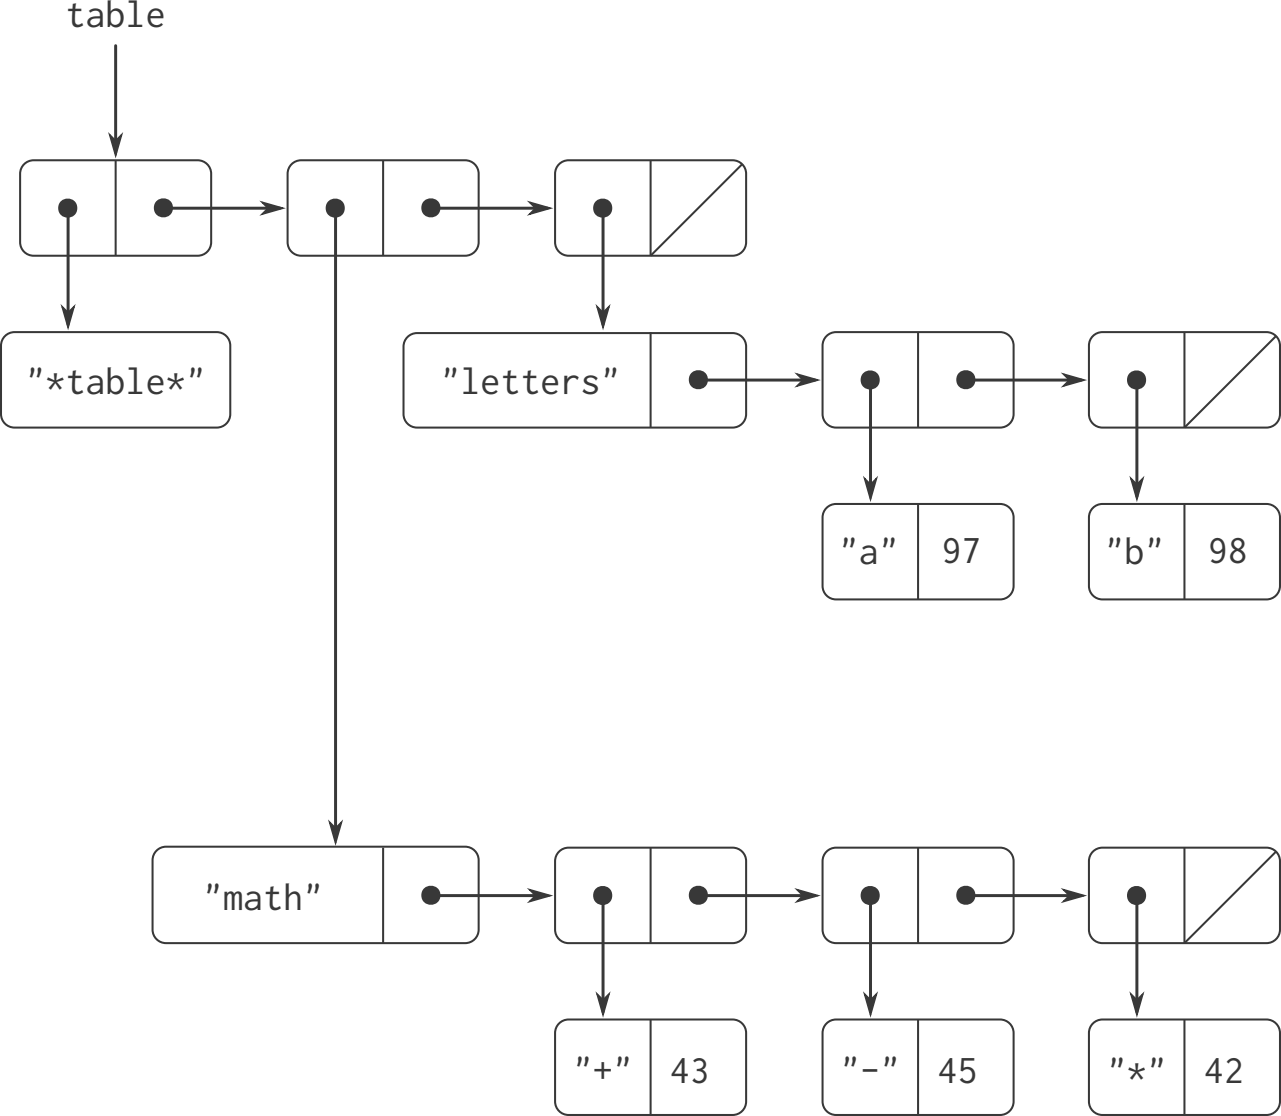 table
"*table*"
"letters"
"a" 97
"b" 98
"math"
"+" 43
"-" 45
"*" 42